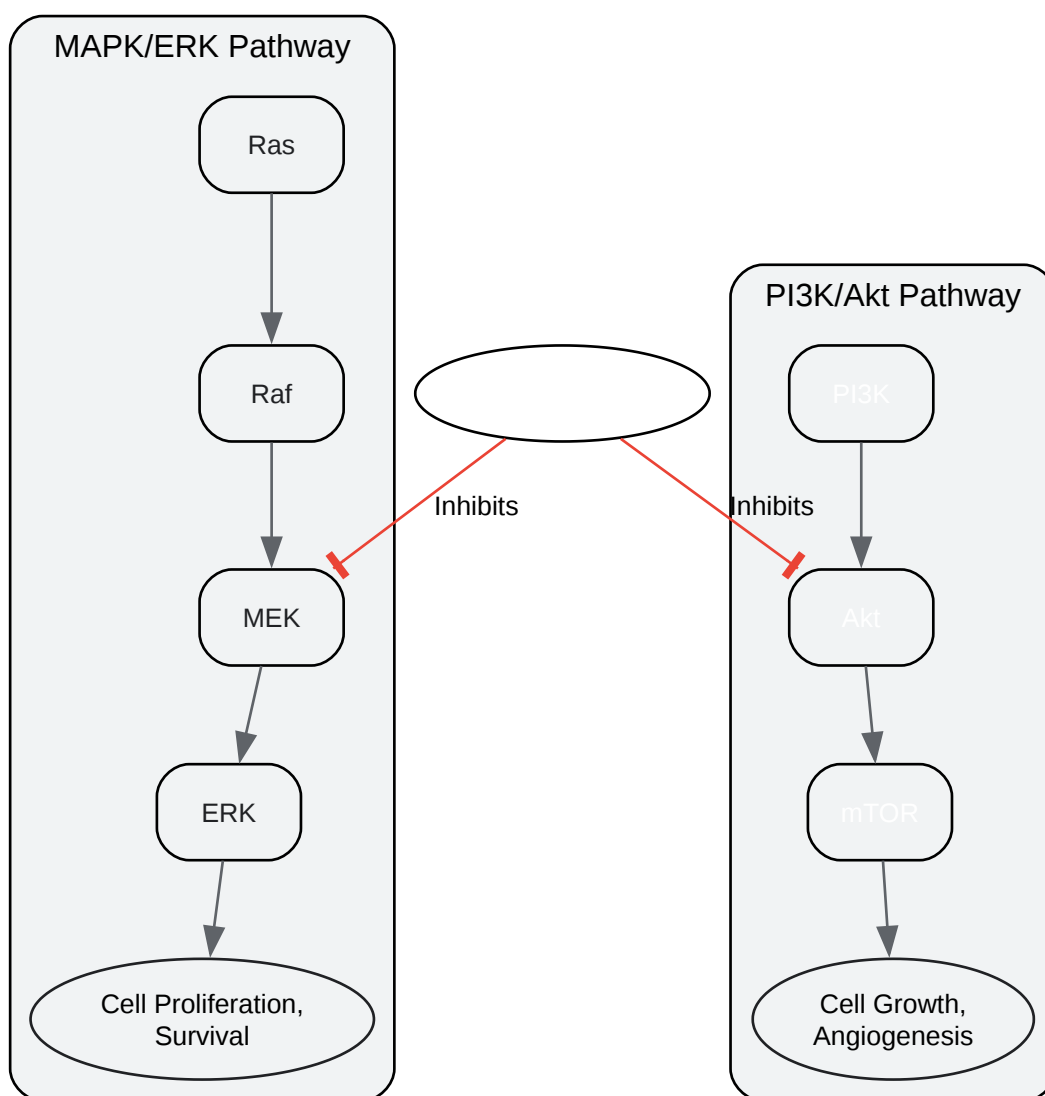 MAPK/ERK Pathway
Ras
PI3K/Akt Pathway
Raf
PI3K
Inhibits
Inhibits
MEK
Akt
ERK
mTOR
Cell Proliferation,
Survival
Cell Growth,
Angiogenesis